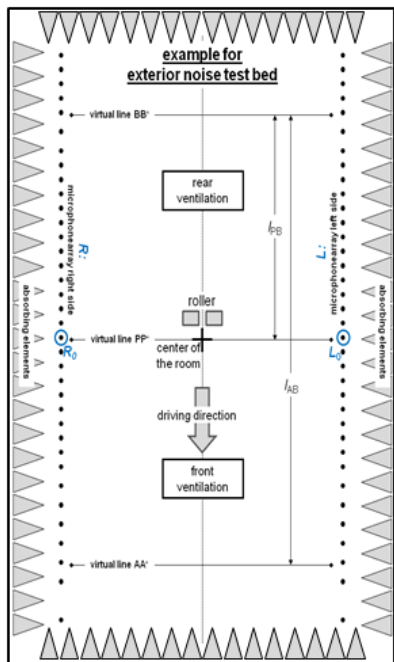 example for
exterior noise test bed
virtual line BB'
rear
ventilation
l_PB
microphonearray right side
R:
L:
microphonearray left side
absorbing elements
absorbing elements
roller
virtual line PP'
R₀
L₀
center of
the room
l_AB
driving direction
front
ventilation
virtual line AA'